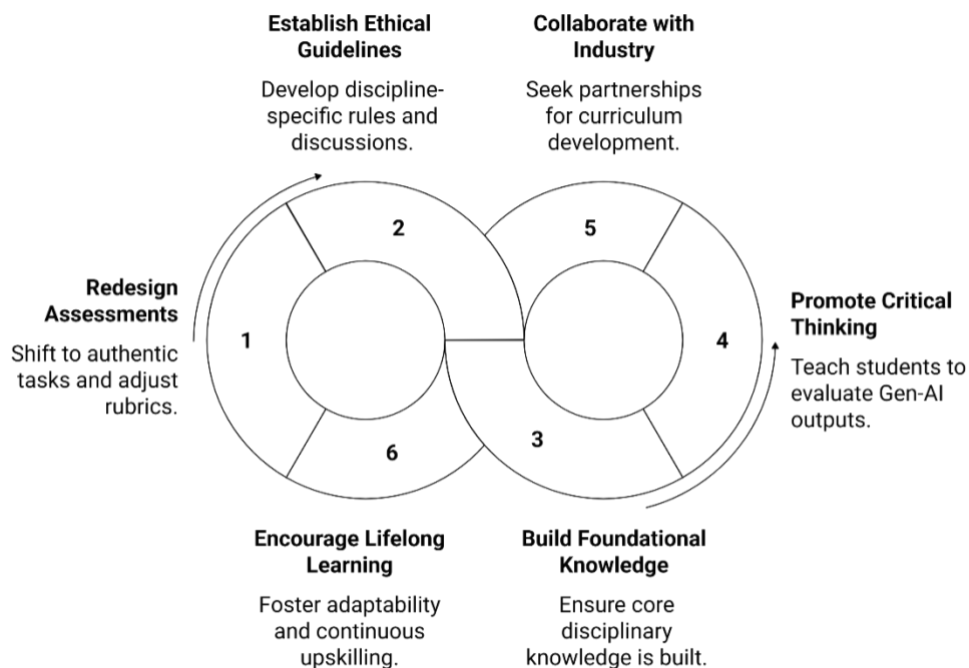 Establish Ethical
Guidelines
Develop discipline-
specific rules and
discussions.
Collaborate with
Industry
Seek partnerships
for curriculum
development.
2
5
Redesign
Assessments
Shift to authentic
tasks and adjust
rubrics.
1
4
Promote Critical
Thinking
Teach students to
evaluate Gen-AI
outputs.
6
3
Encourage Lifelong
Learning
Foster adaptability
and continuous
upskilling.
Build Foundational
Knowledge
Ensure core
disciplinary
knowledge is built.